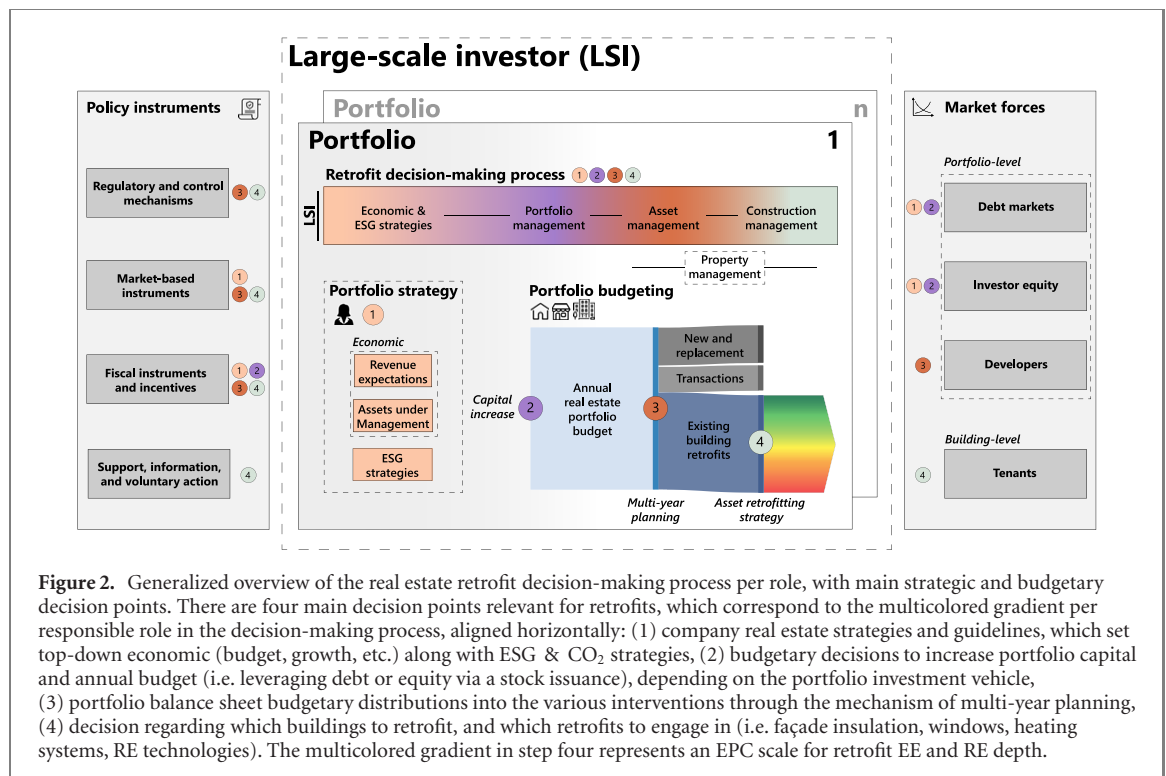 Large-scale investor (LSI)
Policy instruments
Regulatory and control
mechanisms
3 4
Market-based
instruments
1
3 4
Fiscal instruments
and incentives
1 2
3 4
Support, information,
and voluntary action
4
Portfolio n
Portfolio 1
Retrofit decision-making process 1 2 3 4
LSI
Economic &
ESG strategies
Portfolio
management
Asset
management
Construction
management
Property
management
Portfolio strategy
1
Economic
Revenue
expectations
Assets under
Management
ESG
strategies
Portfolio budgeting
Capital
increase
2
Annual
real estate
portfolio
budget
3
New and
replacement
Transactions
Existing
building
retrofits
4
Multi-year
planning
Asset retrofitting
strategy
Market forces
Portfolio-level
1 2
Debt markets
1 2
Investor equity
3
Developers
Building-level
4
Tenants
Figure 2. Generalized overview of the real estate retrofit decision-making process per role, with main strategic and budgetary
decision points. There are four main decision points relevant for retrofits, which correspond to the multicolored gradient per
responsible role in the decision-making process, aligned horizontally: (1) company real estate strategies and guidelines, which set
top-down economic (budget, growth, etc.) along with ESG & CO₂ strategies, (2) budgetary decisions to increase portfolio capital
and annual budget (i.e. leveraging debt or equity via a stock issuance), depending on the portfolio investment vehicle,
(3) portfolio balance sheet budgetary distributions into the various interventions through the mechanism of multi-year planning,
(4) decision regarding which buildings to retrofit, and which retrofits to engage in (i.e. façade insulation, windows, heating
systems, RE technologies). The multicolored gradient in step four represents an EPC scale for retrofit EE and RE depth.